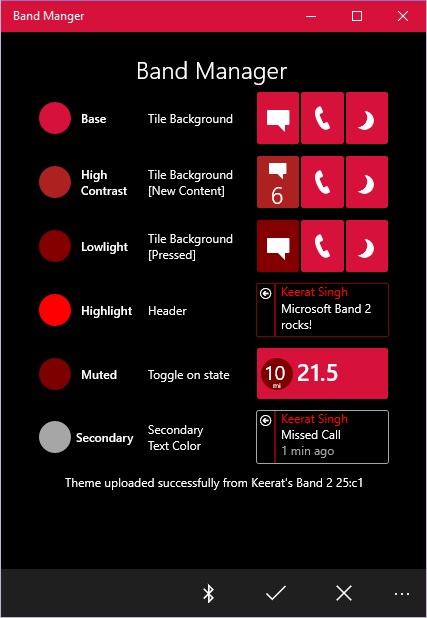 Band Manger
Band Manager
Base
Tile Background
High
Contrast
Tile Background
[New Content]
6
Lowlight
Tile Background
[Pressed]
Highlight
Header
Keerat Singh
Microsoft Band 2
rocks!
Muted
Toggle on state
10
mi
21.5
Secondary
Secondary
Text Color
Keerat Singh
Missed Call
1 min ago
Theme uploaded successfully from Keerat's Band 2 25:c1